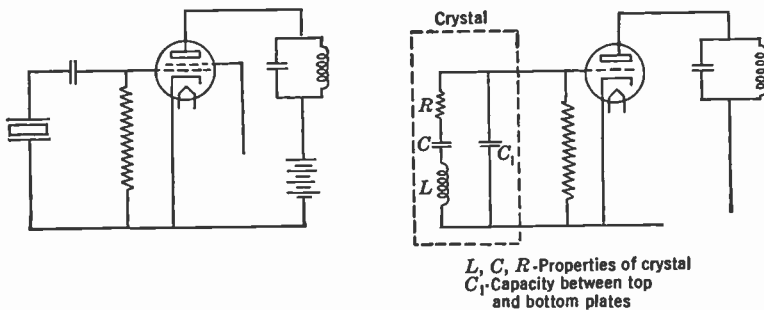 Crystal
R
C
C₁
L
L, C, R-Properties of crystal
C₁-Capacity between top
and bottom plates